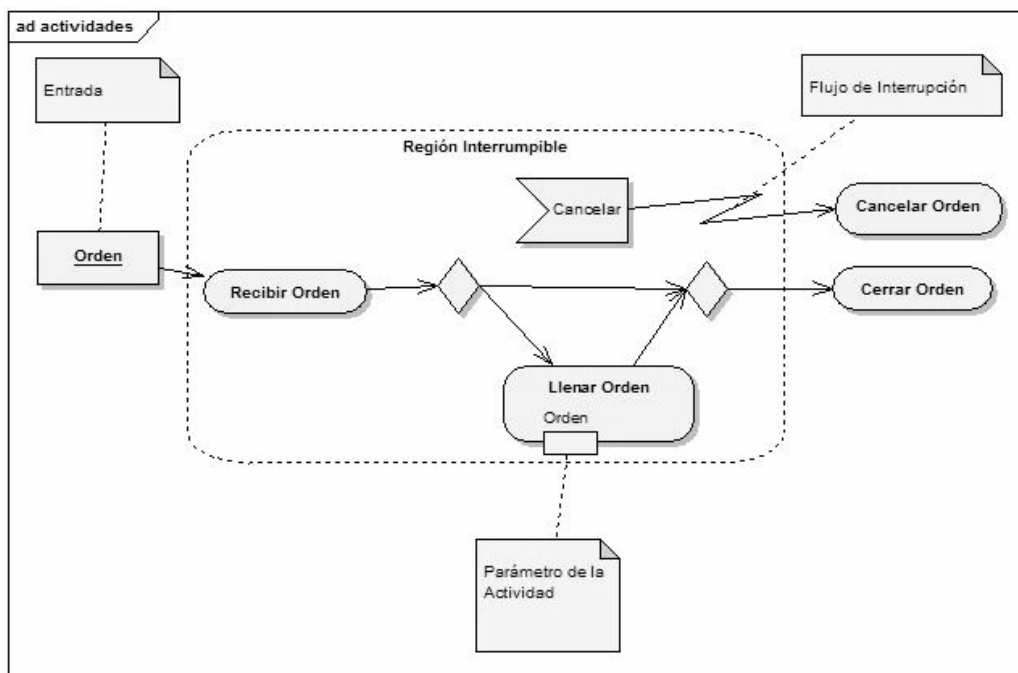 ad actividades
Entrada
Flujo de Interrupción
Región Interrumpible
Cancelar
Cancelar Orden
Orden
Recibir Orden
Cerrar Orden
Llenar Orden
Orden
Parámetro de la
Actividad